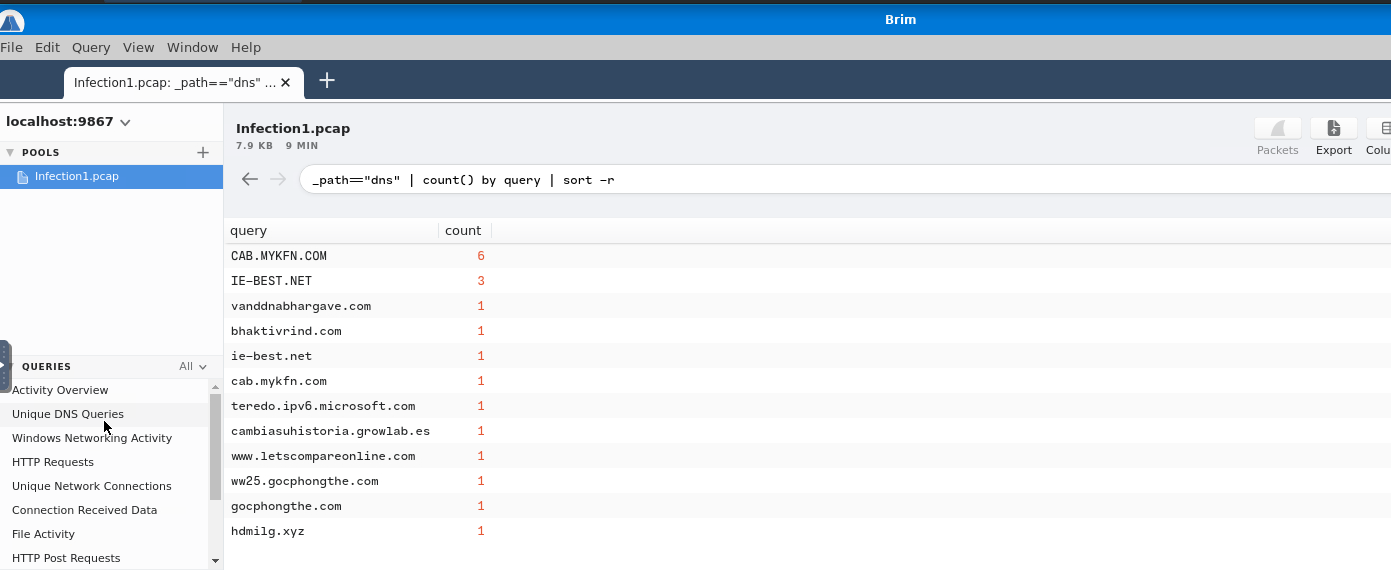 Brim
File Edit Query View Window Help
Infection1.pcap: _path=="dns" ... ✕ +
localhost:9867
POOLS +
Infection1.pcap
QUERIES All
Activity Overview
Unique DNS Queries
Windows Networking Activity
HTTP Requests
Unique Network Connections
Connection Received Data
File Activity
HTTP Post Requests
Infection1.pcap
7.9 KB 9 MIN
Packets Export Colu
_path=="dns" | count() by query | sort -r
query count
CAB.MYKFN.COM 6
IE-BEST.NET 3
vanddnabhargave.com 1
bhaktivrind.com 1
ie-best.net 1
cab.mykfn.com 1
teredo.ipv6.microsoft.com 1
cambiasuhistoria.growlab.es 1
www.letscompareonline.com 1
ww25.gocphongthe.com 1
gocphongthe.com 1
hdmilg.xyz 1